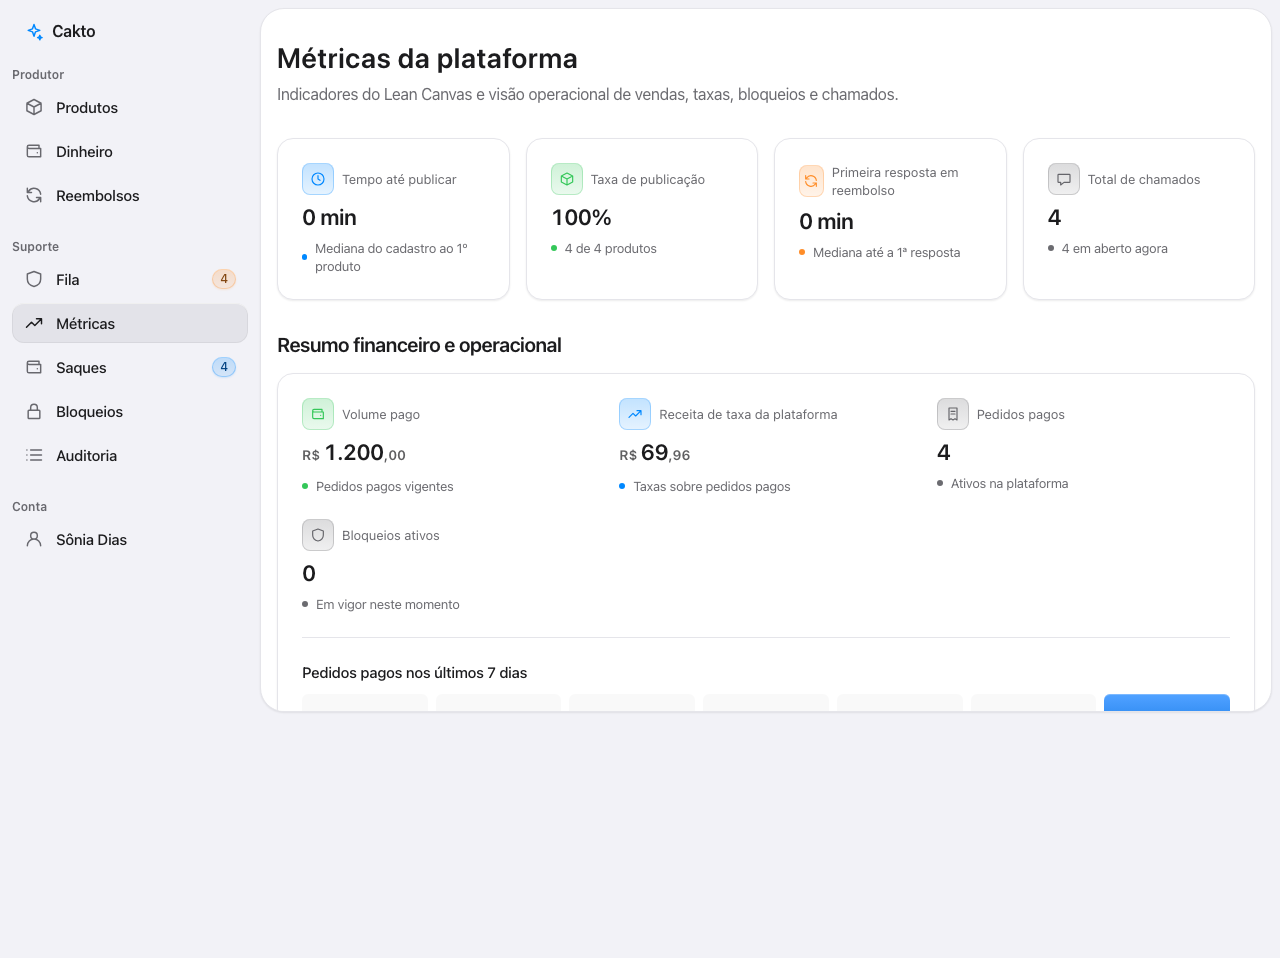 Cakto
Produtor
Produtos
Dinheiro
Reembolsos
Suporte
Fila 4
Métricas
Saques 4
Bloqueios
Auditoria
Conta
Sônia Dias
Métricas da plataforma
Indicadores do Lean Canvas e visão operacional de vendas, taxas, bloqueios e chamados.
Tempo até publicar
0 min
Mediana do cadastro ao 1º
produto
Taxa de publicação
100%
4 de 4 produtos
Primeira resposta em
reembolso
0 min
Mediana até a 1ª resposta
Total de chamados
4
4 em aberto agora
Resumo financeiro e operacional
Volume pago
R$ 1.200,00
Pedidos pagos vigentes
Receita de taxa da plataforma
R$ 69,96
Taxas sobre pedidos pagos
Pedidos pagos
4
Ativos na plataforma
Bloqueios ativos
0
Em vigor neste momento
Pedidos pagos nos últimos 7 dias